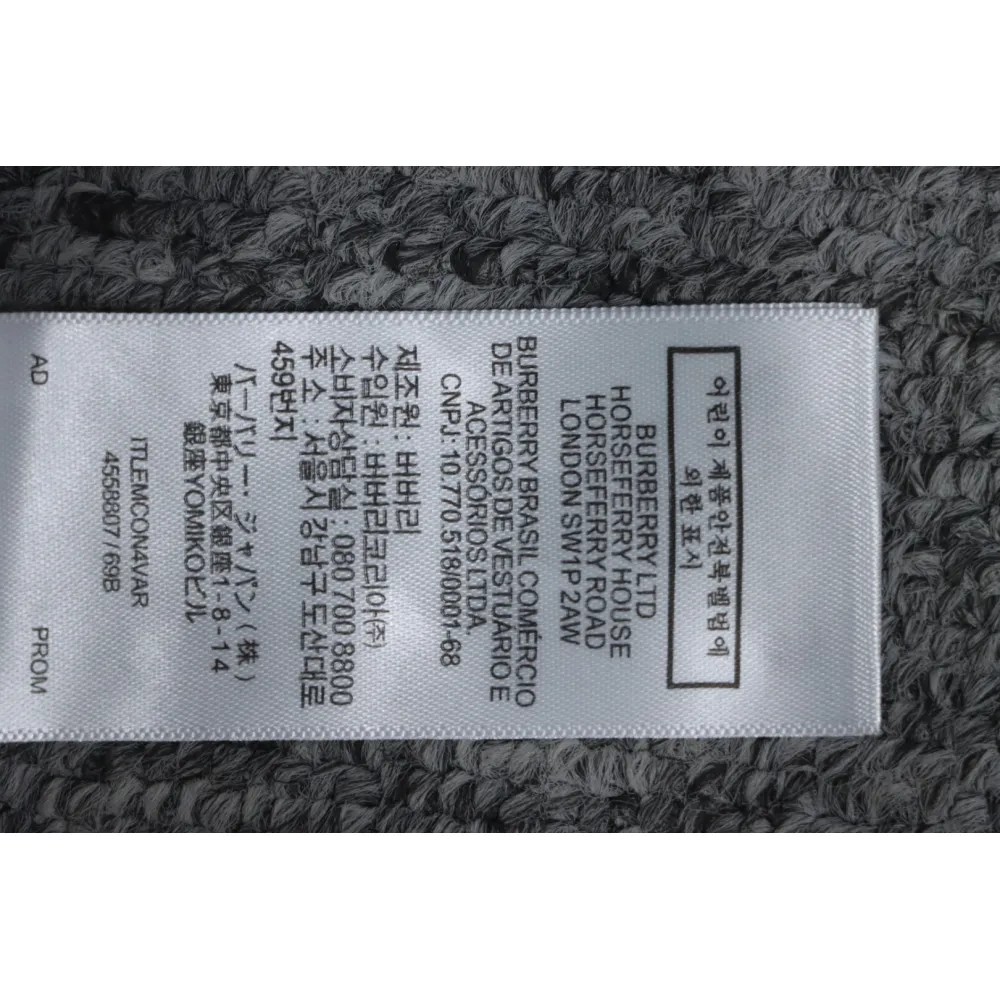 어린이 제품안전특별법에
의한 표시
BURBERRY LTD
HORSEFERRY HOUSE
HORSEFERRY ROAD
LONDON SW1P 2AW
BURBERRY BRASIL COMÉRCIO
DE ARTIGOS DE VESTUÁRIO E
ACESSÓRIOS LTDA.
CNPJ: 10.770.518/0001-68
제조원 : 버버리
수입원 : 버버리코리아(주)
소비자상담실 : 080 700 8800
주 소 : 서울시 강남구 도산대로
459번지
バーバリー・ジャパン(株)
東京都中央区銀座1-8-14
銀座YOMIKOビル
ITLEMCON4VAR
4558807 / 69B
AD PROM